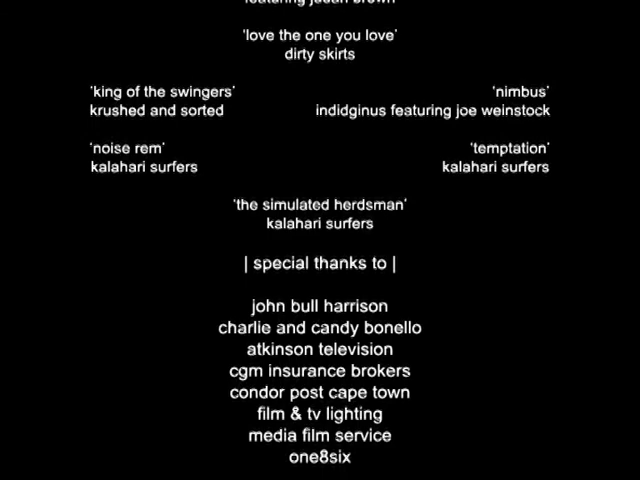 featuring judah brown
'love the one you love'
dirty skirts
'king of the swingers'
krushed and sorted
'nimbus'
indidginus featuring joe weinstock
'noise rem'
kalahari surfers
'temptation'
kalahari surfers
'the simulated herdsman'
kalahari surfers
| special thanks to |
john bull harrison
charlie and candy bonello
atkinson television
cgm insurance brokers
condor post cape town
film & tv lighting
media film service
one8six